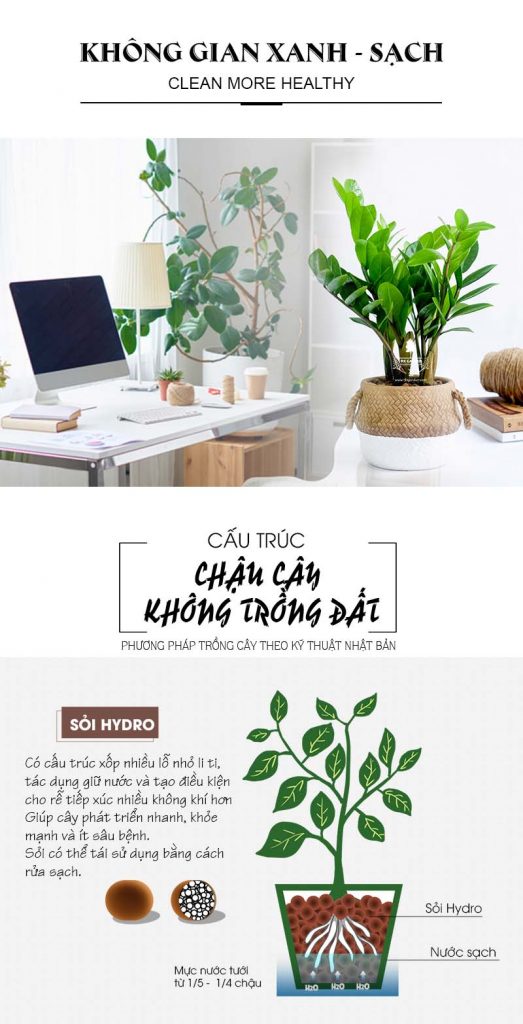 KHÔNG GIAN XANH - SẠCH
CLEAN MORE HEALTHY
CẤU TRÚC
CHẬU CÂY
KHÔNG TRỒNG ĐẤT
PHƯƠNG PHÁP TRỒNG CÂY THEO KỸ THUẬT NHẬT BẢN
SỎI HYDRO
Có cấu trúc xốp nhiều lỗ nhỏ li ti,
tác dụng giữ nước và tạo điều kiện
cho rễ tiếp xúc nhiều không khí hơn
Giúp cây phát triển nhanh, khỏe
mạnh và ít sâu bệnh.
Sỏi có thể tái sử dụng bằng cách
rửa sạch.
Sỏi Hydro
Nước sạch
Mực nước tưới
từ 1/5 - 1/4 chậu
H2O H2O H2O